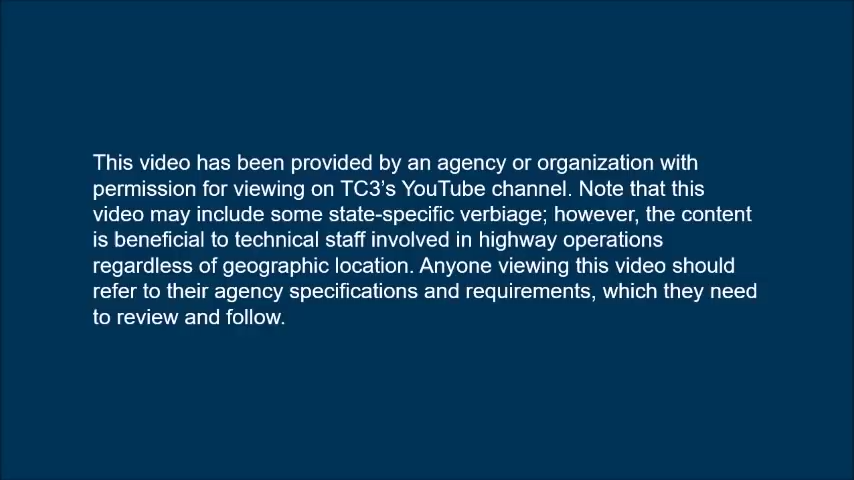 This video has been provided by an agency or organization with
permission for viewing on TC3’s YouTube channel. Note that this
video may include some state-specific verbiage; however, the content
is beneficial to technical staff involved in highway operations
regardless of geographic location. Anyone viewing this video should
refer to their agency specifications and requirements, which they need
to review and follow.